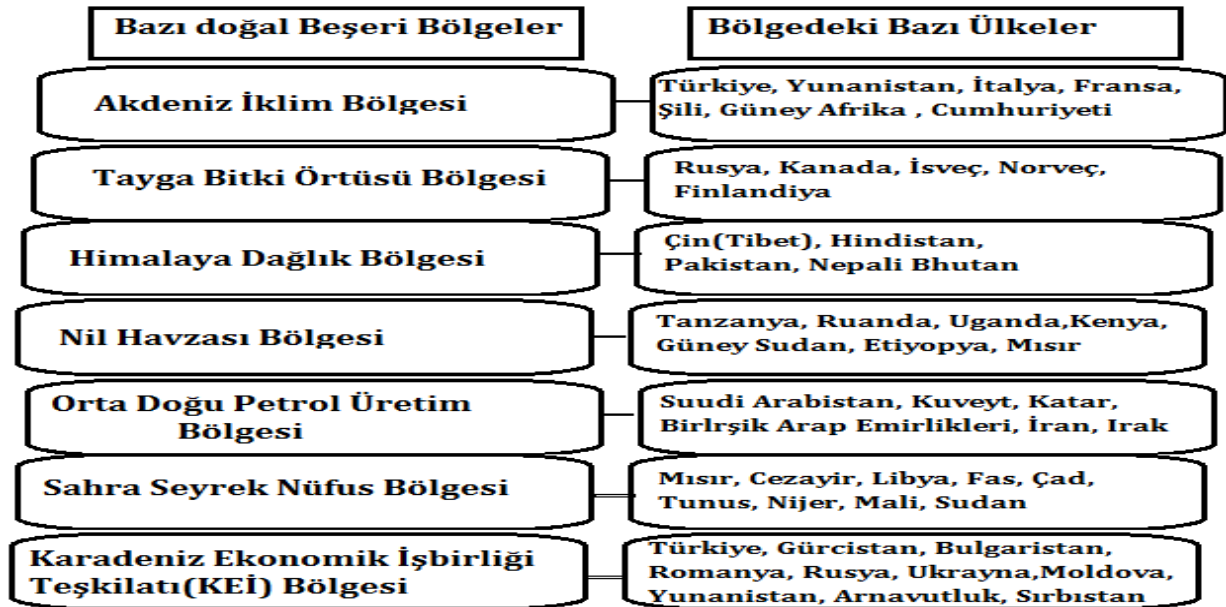 Bazı doğal Beşeri Bölgeler
Bölgedeki Bazı Ülkeler
Akdeniz İklim Bölgesi
Türkiye, Yunanistan, İtalya, Fransa,
Şili, Güney Afrika , Cumhuriyeti
Tayga Bitki Örtüsü Bölgesi
Rusya, Kanada, İsveç, Norveç,
Finlandiya
Himalaya Dağlık Bölgesi
Çin(Tibet), Hindistan,
Pakistan, Nepali Bhutan
Nil Havzası Bölgesi
Tanzanya, Ruanda, Uganda,Kenya,
Güney Sudan, Etiyopya, Mısır
Orta Doğu Petrol Üretim
Bölgesi
Suudi Arabistan, Kuveyt, Katar,
Birlrşik Arap Emirlikleri, İran, Irak
Sahra Seyrek Nüfus Bölgesi
Mısır, Cezayir, Libya, Fas, Çad,
Tunus, Nijer, Mali, Sudan
Karadeniz Ekonomik İşbirliği
Teşkilatı(KEİ) Bölgesi
Türkiye, Gürcistan, Bulgaristan,
Romanya, Rusya, Ukrayna,Moldova,
Yunanistan, Arnavutluk, Sırbıstan